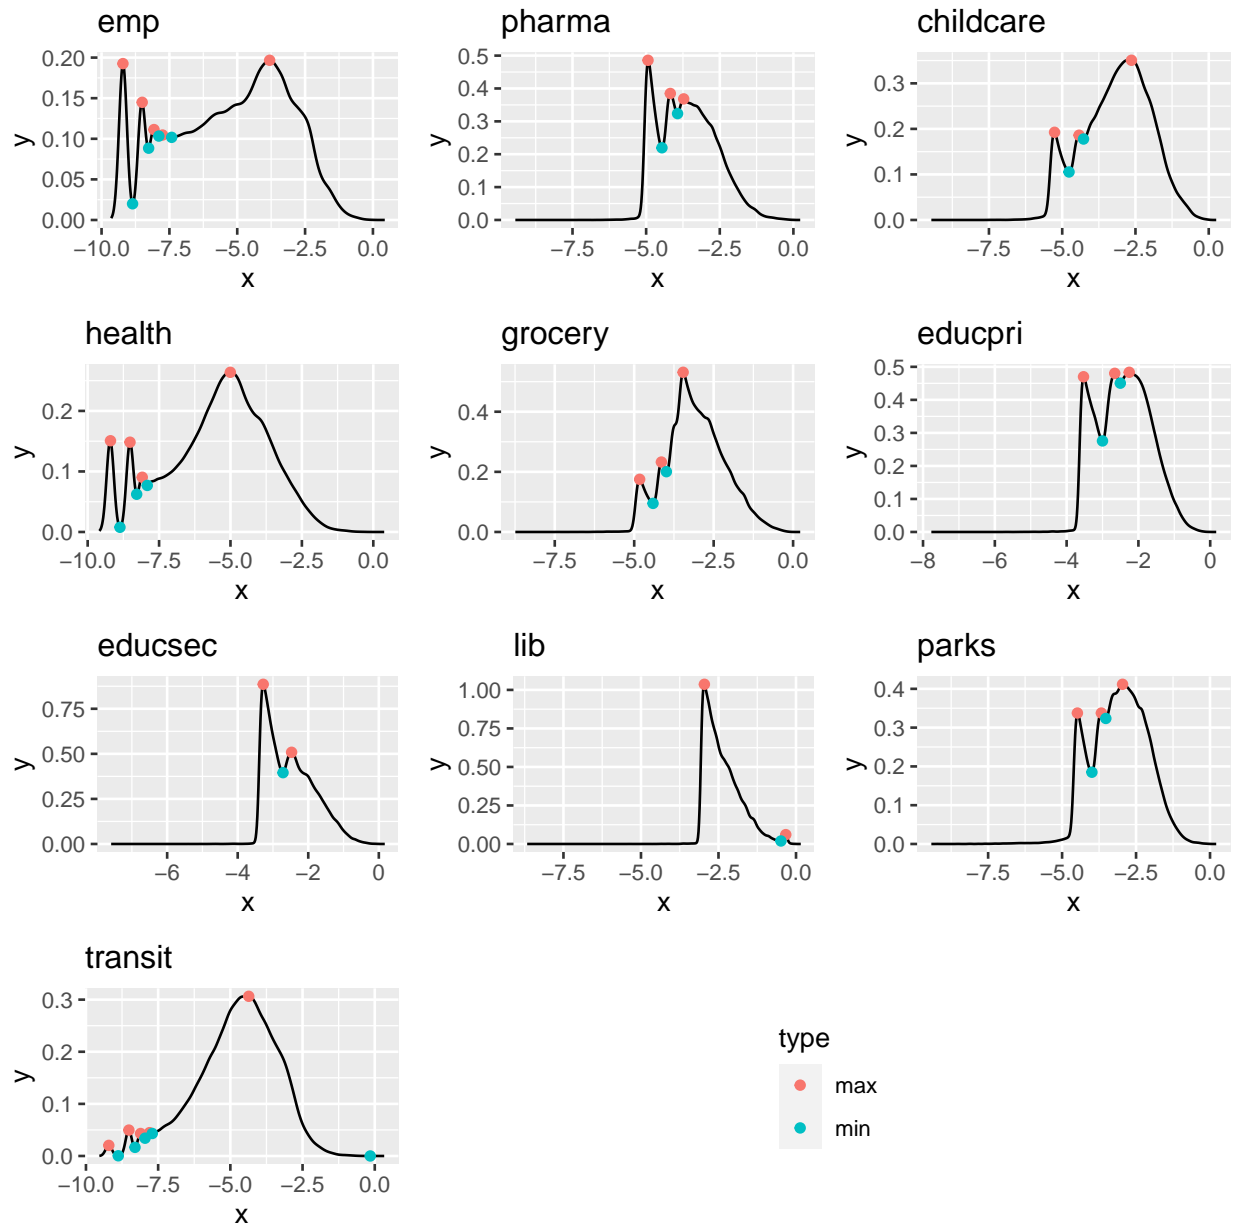 emp pharma childcare
0.20
0.15
0.10
0.05
0.00
y
−10.0 −7.5 −5.0 −2.5 0.0
x
0.5
0.4
0.3
0.2
0.1
0.0
y
−7.5 −5.0 −2.5 0.0
x
0.3
0.2
0.1
0.0
y
−7.5 −5.0 −2.5 0.0
x
health grocery educpri
0.2
0.1
0.0
y
−10.0 −7.5 −5.0 −2.5 0.0
x
0.4
0.2
0.0
y
−7.5 −5.0 −2.5 0.0
x
0.5
0.4
0.3
0.2
0.1
0.0
y
−8 −6 −4 −2 0
x
educsec lib parks
0.75
0.50
0.25
0.00
y
−6 −4 −2 0
x
1.00
0.75
0.50
0.25
0.00
y
−7.5 −5.0 −2.5 0.0
x
0.4
0.3
0.2
0.1
0.0
y
−7.5 −5.0 −2.5 0.0
x
transit
0.3
0.2
0.1
0.0
y
−10.0 −7.5 −5.0 −2.5 0.0
x
type
max
min